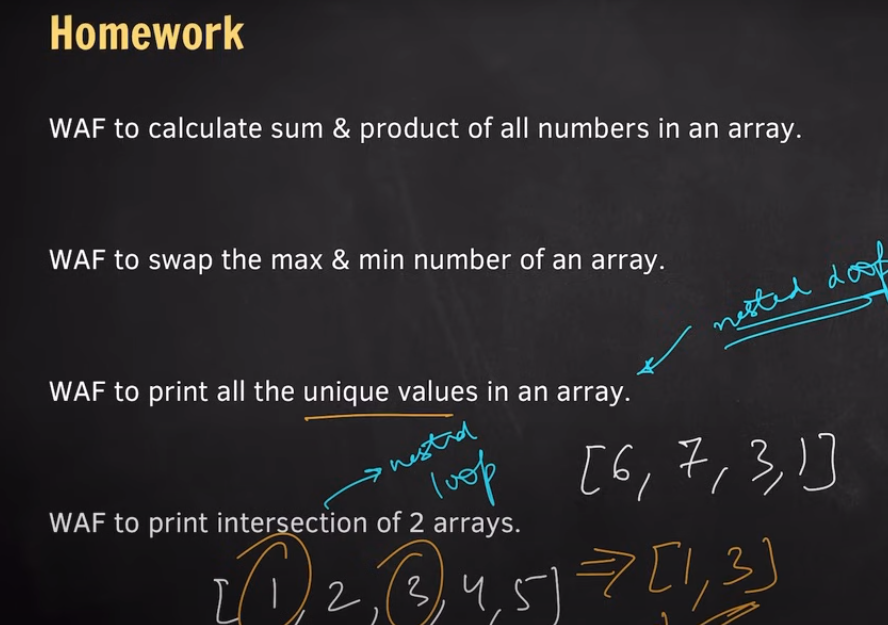 Homework
WAF to calculate sum & product of all numbers in an array.
WAF to swap the max & min number of an array.
nested loop
WAF to print all the unique values in an array.
nested
loop
[6, 7, 3, 1]
WAF to print intersection of 2 arrays.
[1, 2, 3, 4, 5] ⇒ [1, 3]